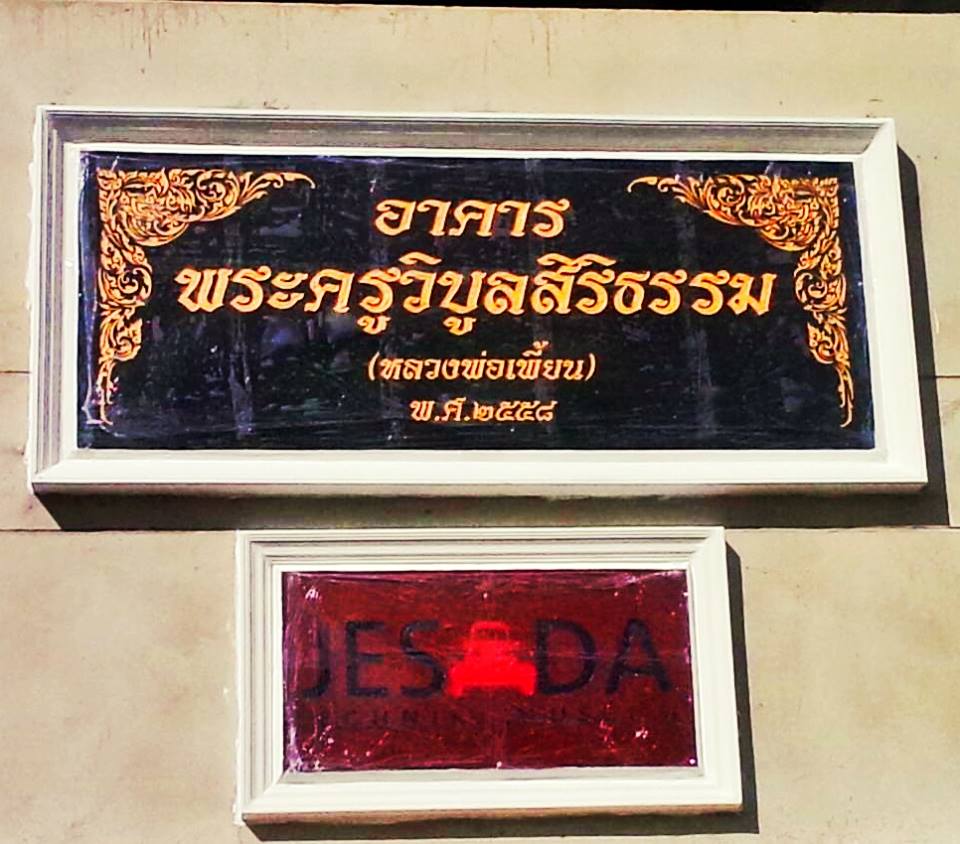 อาคาร
พระครูวิบูลสิริธรรม
(หลวงพ่อเพี้ยน)
พ.ศ.๒๕๕๘
JESADA